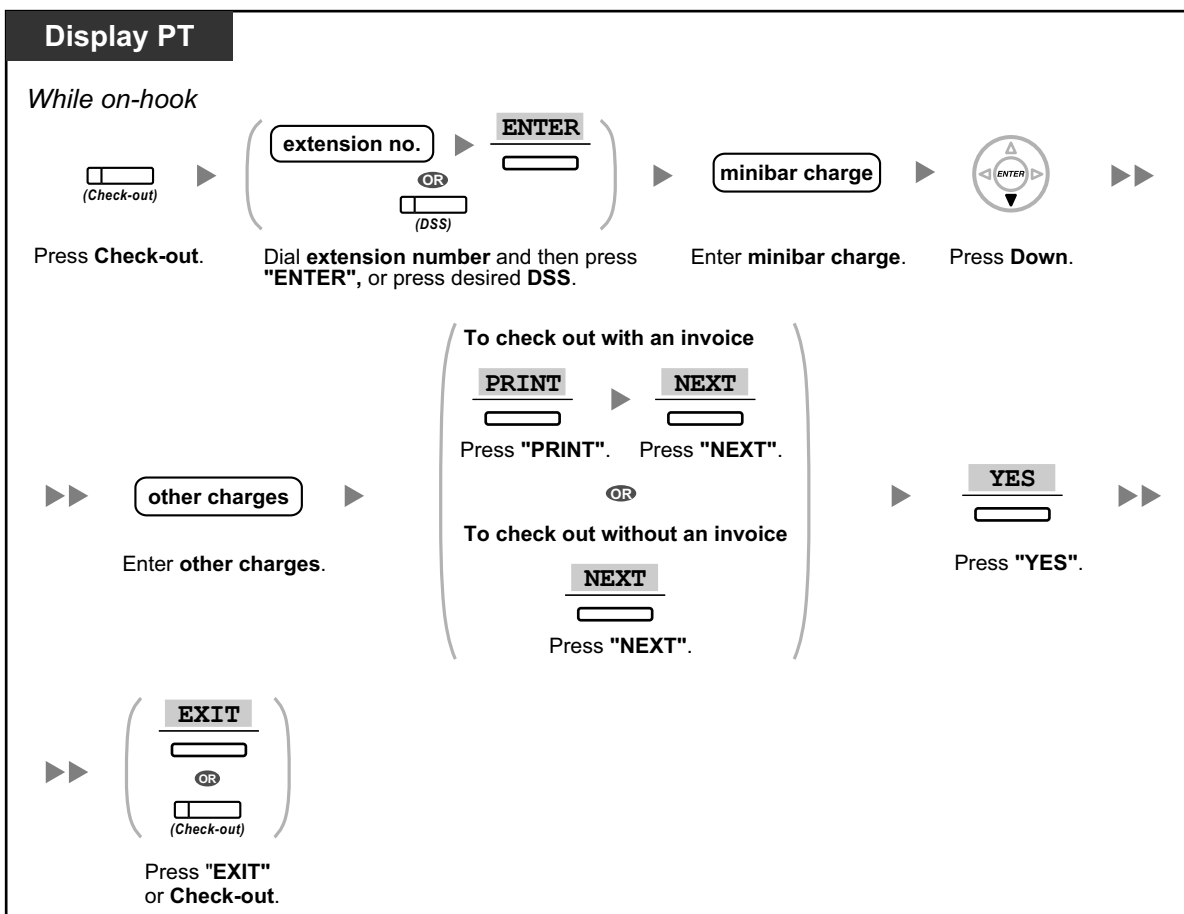 Display PT
While on-hook
(Check-out)
Press Check-out.
extension no.
ENTER
OR
(DSS)
Dial extension number and then press
"ENTER", or press desired DSS.
minibar charge
Enter minibar charge.
ENTER
Press Down.
other charges
Enter other charges.
To check out with an invoice
PRINT
Press "PRINT".
NEXT
Press "NEXT".
OR
To check out without an invoice
NEXT
Press "NEXT".
YES
Press "YES".
EXIT
OR
(Check-out)
Press "EXIT"
or Check-out.